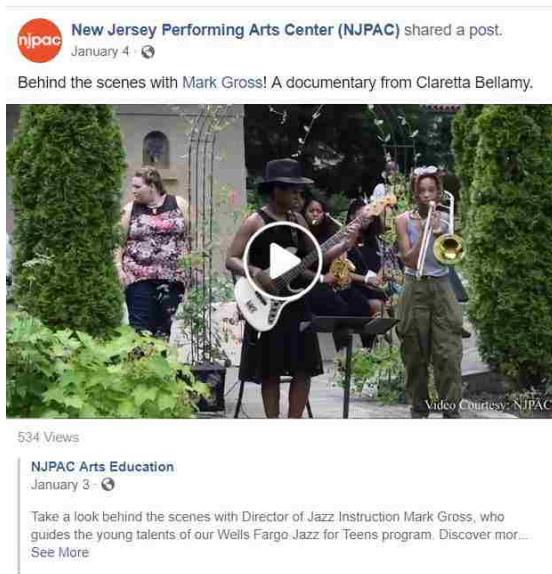 njpac
New Jersey Performing Arts Center (NJPAC) shared a post.
January 4 ·
Behind the scenes with Mark Gross! A documentary from Claretta Bellamy.
Video Courtesy: NJPAC
534 Views
NJPAC Arts Education
January 3 ·
Take a look behind the scenes with Director of Jazz Instruction Mark Gross, who
guides the young talents of our Wells Fargo Jazz for Teens program. Discover mor...
See More